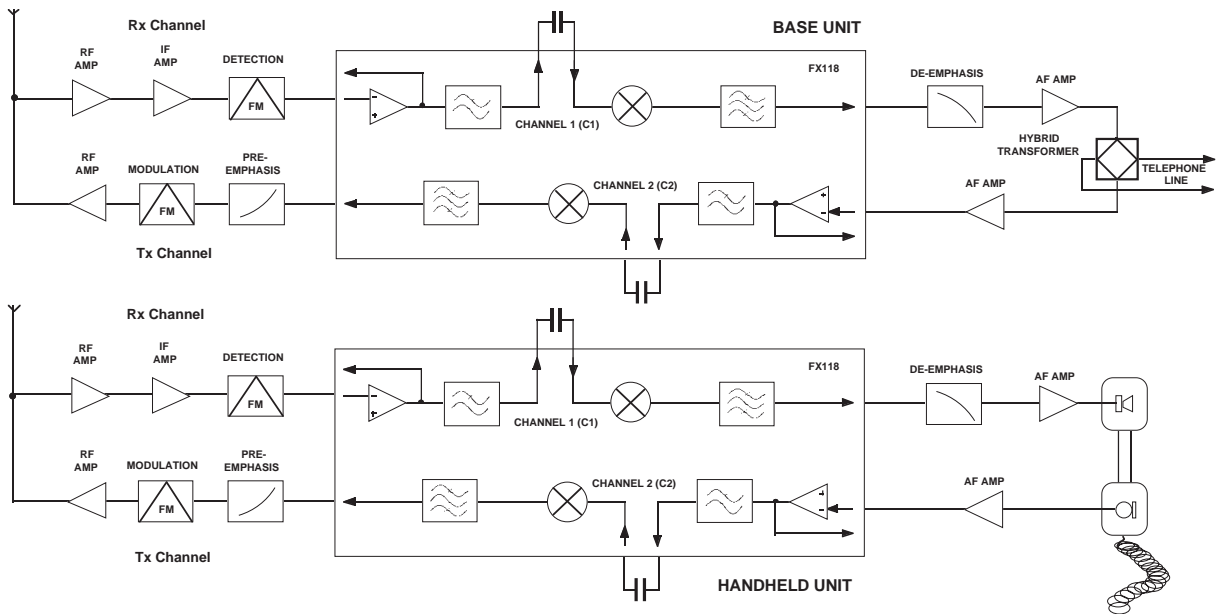 Rx Channel
BASE UNIT
RF
AMP
IF
AMP
DETECTION
FM
FX118
DE-EMPHASIS
AF AMP
CHANNEL 1 (C1)
HYBRID
TRANSFORMER
TELEPHONE
LINE
RF
AMP
MODULATION
FM
PRE-
EMPHASIS
CHANNEL 2 (C2)
AF AMP
Tx Channel
Rx Channel
RF
AMP
IF
AMP
DETECTION
FM
FX118
DE-EMPHASIS
AF AMP
CHANNEL 1 (C1)
RF
AMP
MODULATION
FM
PRE-
EMPHASIS
CHANNEL 2 (C2)
AF AMP
Tx Channel
HANDHELD UNIT